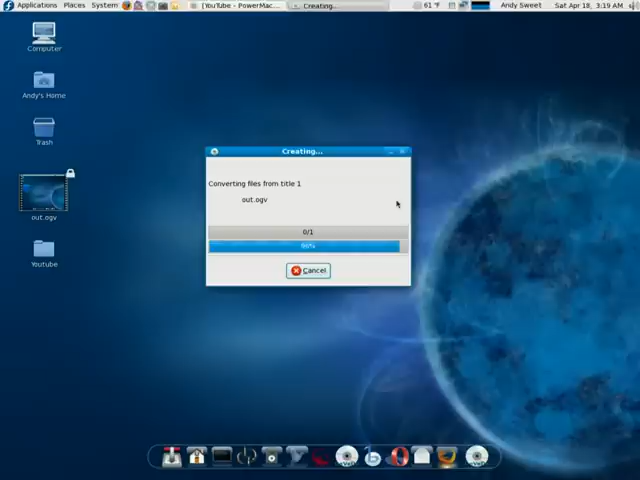 Applications Places System
[YouTube - PowerMac...
Creating...
61 °F
Andy Sweet
Sat Apr 18, 3:19 AM
Computer
Andy's Home
Trash
out.ogv
Youtube
Creating...
Converting files from title 1
out.ogv
0/1
96%
Cancel